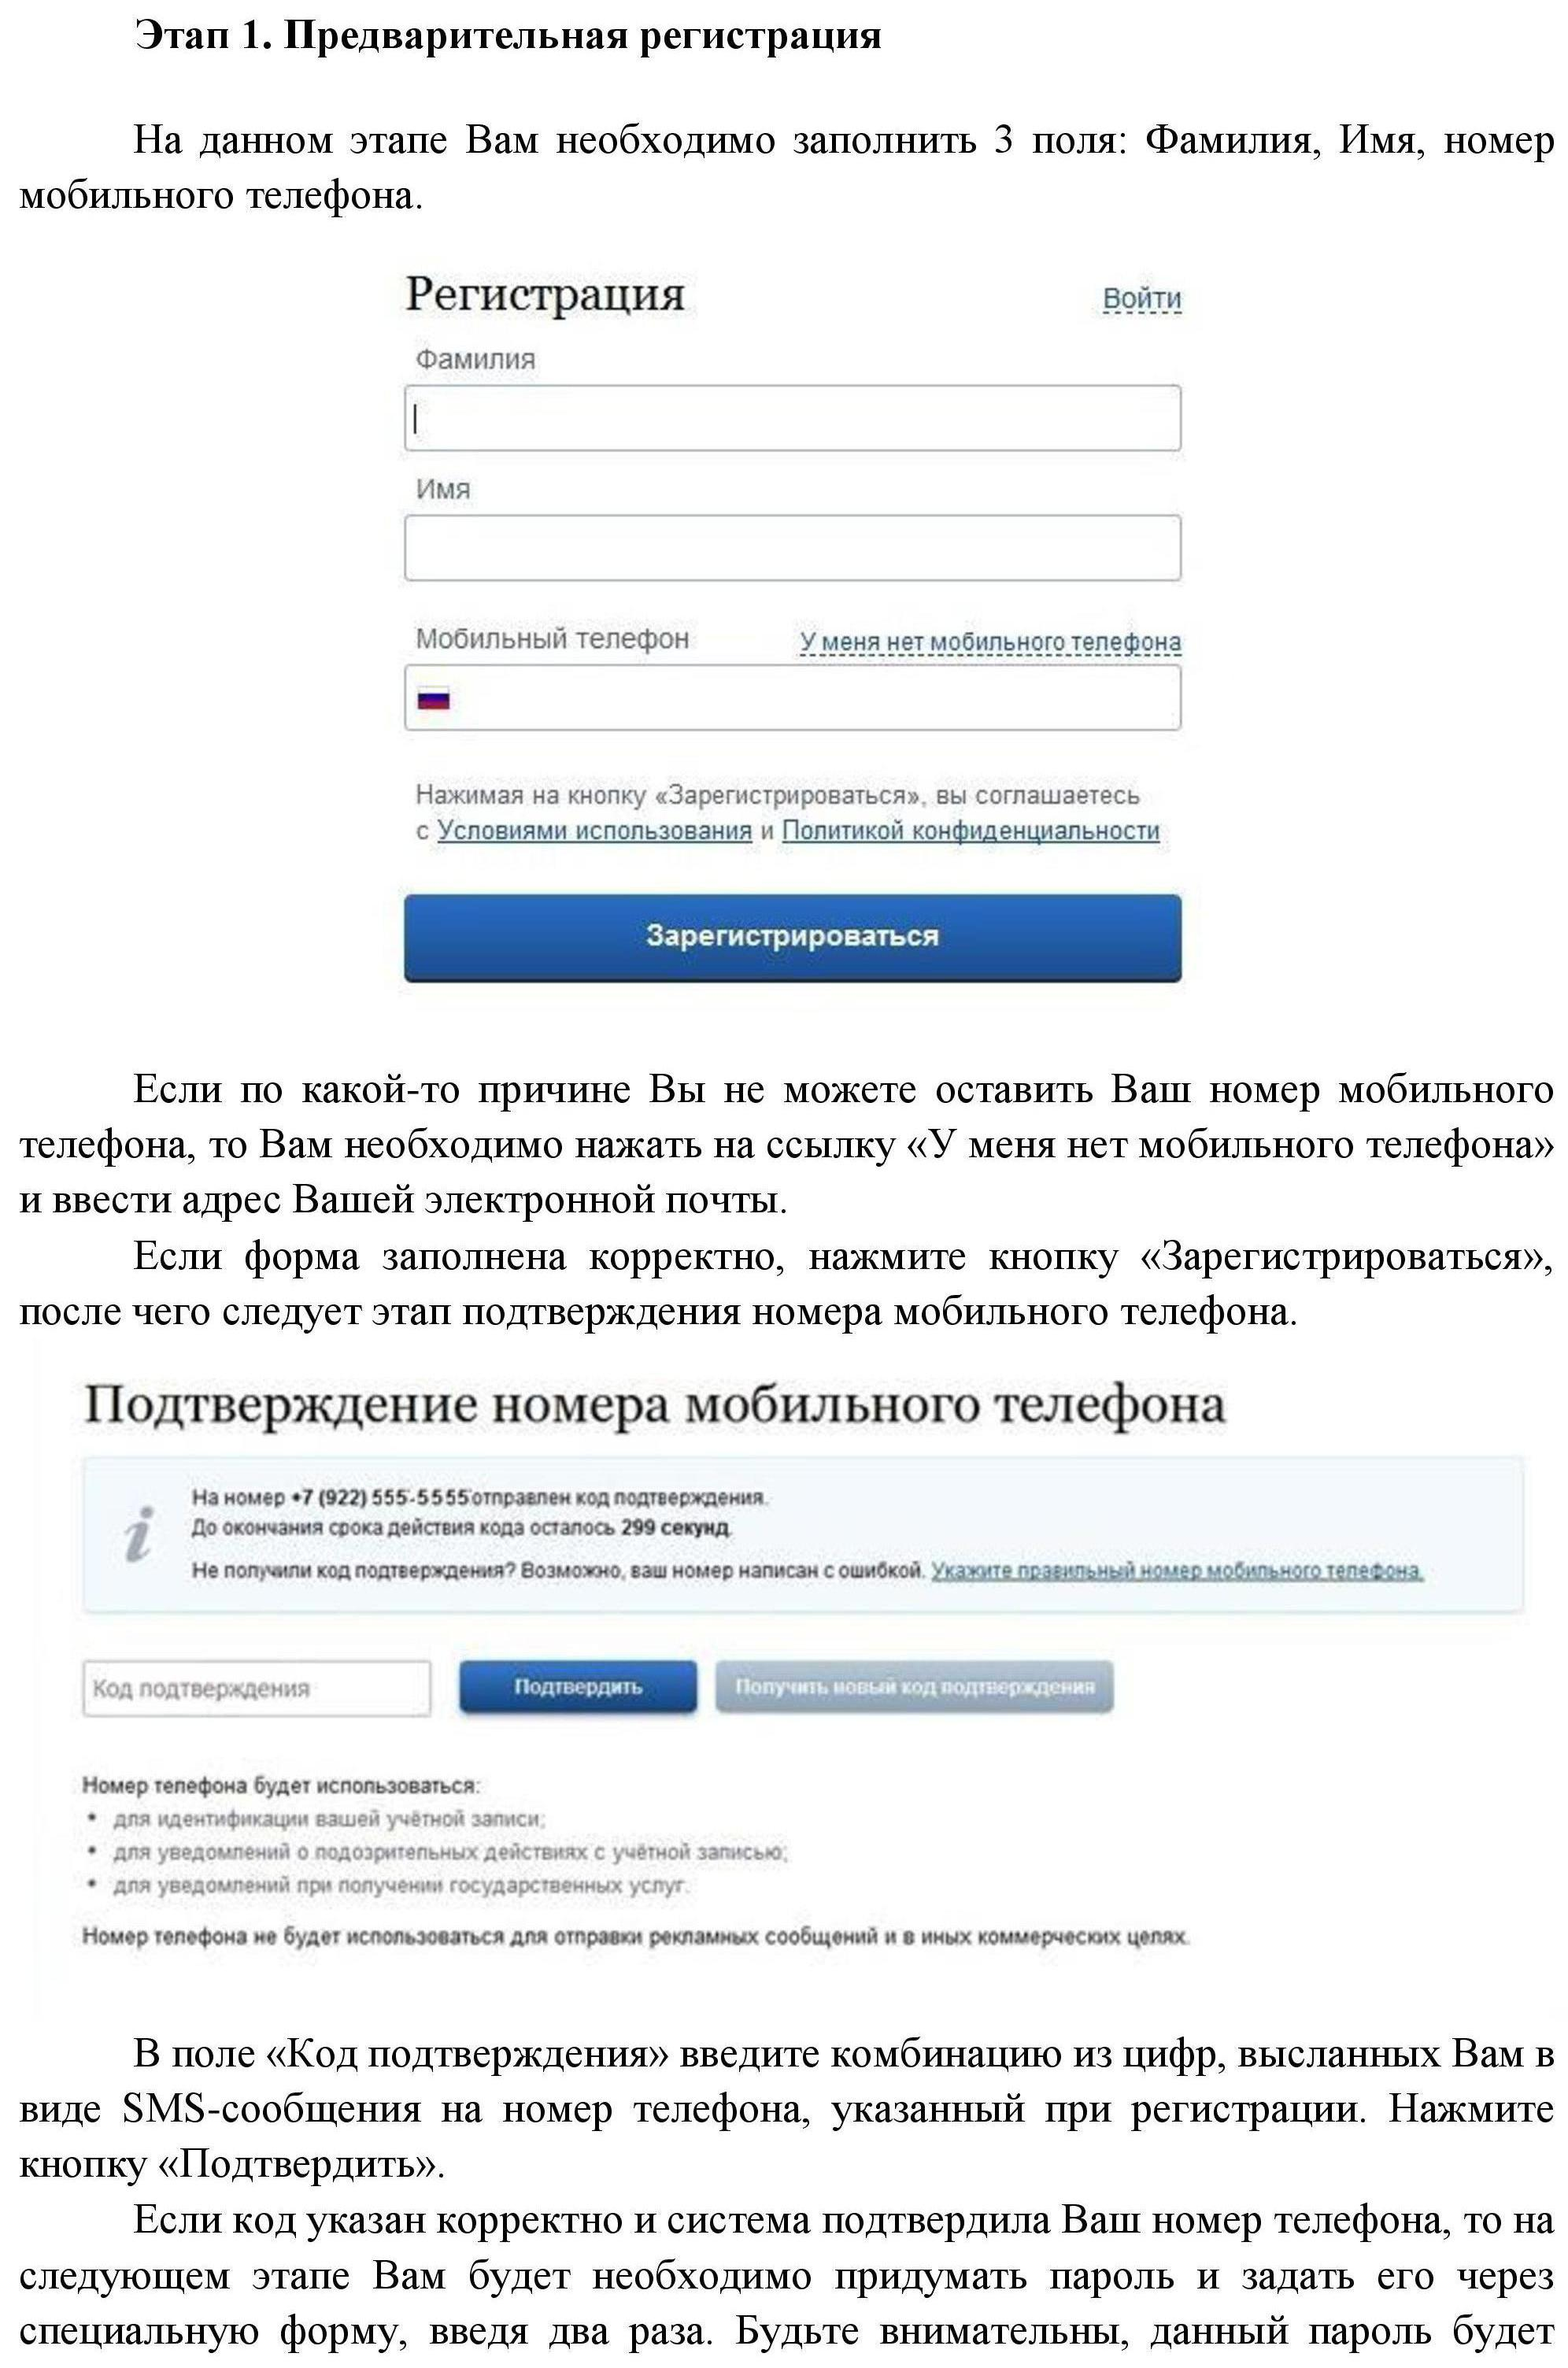 Этап 1. Предварительная регистрация
На данном этапе Вам необходимо заполнить 3 поля: Фамилия, Имя, номер
мобильного телефона.
Регистрация
Войти
Фамилия
Имя
Мобильный телефон
У меня нет мобильного телефона
Нажимая на кнопку «Зарегистрироваться», вы соглашаетесь
с Условиями использования и Политикой конфиденциальности
Зарегистрироваться
Если по какой-то причине Вы не можете оставить Ваш номер мобильного
телефона, то Вам необходимо нажать на ссылку «У меня нет мобильного телефона»
и ввести адрес Вашей электронной почты.
Если форма заполнена корректно, нажмите кнопку «Зарегистрироваться»,
после чего следует этап подтверждения номера мобильного телефона.
Подтверждение номера мобильного телефона
На номер +7 (922) 555-5555 отправлен код подтверждения.
До окончания срока действия кода осталось 299 секунд.
Не получили код подтверждения? Возможно, ваш номер написан с ошибкой. Укажите правильный номер мобильного телефона.
Код подтверждения
Подтвердить
Получить новый код подтверждения
Номер телефона будет использоваться:
• для идентификации вашей учётной записи;
• для уведомлений о подозрительных действиях с учётной записью;
• для уведомлений при получении государственных услуг.
Номер телефона не будет использоваться для отправки рекламных сообщений и в иных коммерческих целях.
В поле «Код подтверждения» введите комбинацию из цифр, высланных Вам в
виде SMS-сообщения на номер телефона, указанный при регистрации. Нажмите
кнопку «Подтвердить».
Если код указан корректно и система подтвердила Ваш номер телефона, то на
следующем этапе Вам будет необходимо придумать пароль и задать его через
специальную форму, введя два раза. Будьте внимательны, данный пароль будет